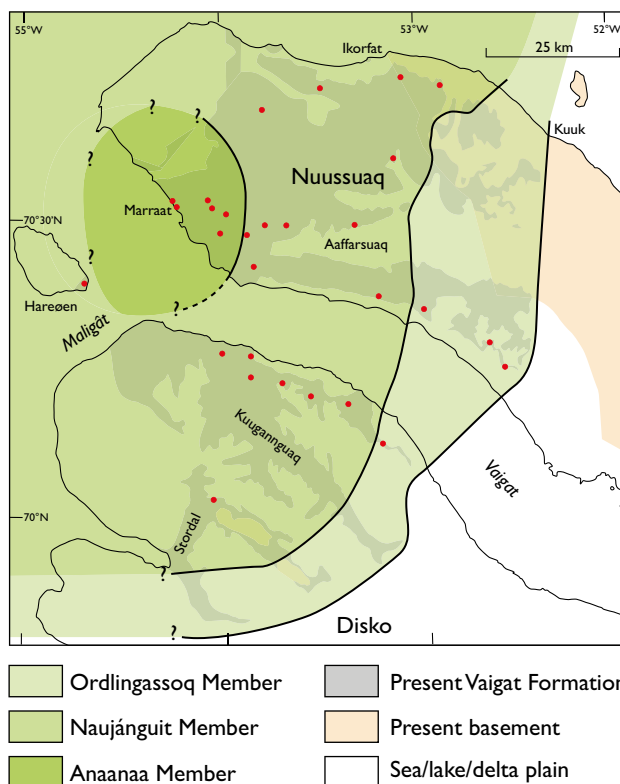 55°W
53°W
52°W
Ikorfat
25 km
?
?
Kuuk
?
Nuussuaq
Marraat
70°30'N
Aaffarsuaq
?
Hareøen
?
Maligât
Kuugannguaq
Vaigat
70°N
Stordal
?
?
Disko
Ordlingassoq Member
Present Vaigat Formation
Naujánguit Member
Present basement
Anaanaa Member
Sea/lake/delta plain